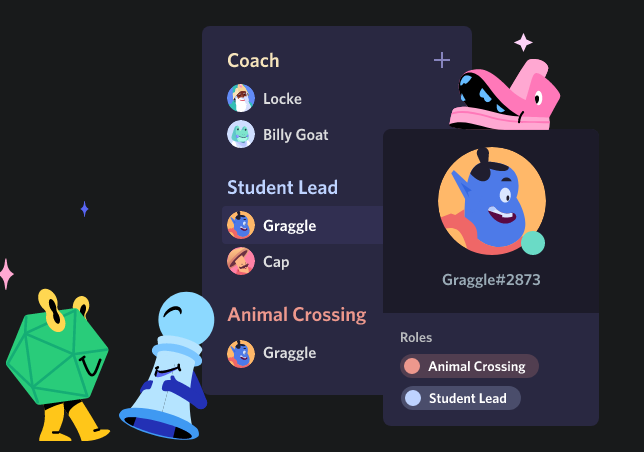 Coach
Locke
Billy Goat
Student Lead
Graggle
Cap
Animal Crossing
Graggle
Graggle#2873
Roles
Animal Crossing
Student Lead